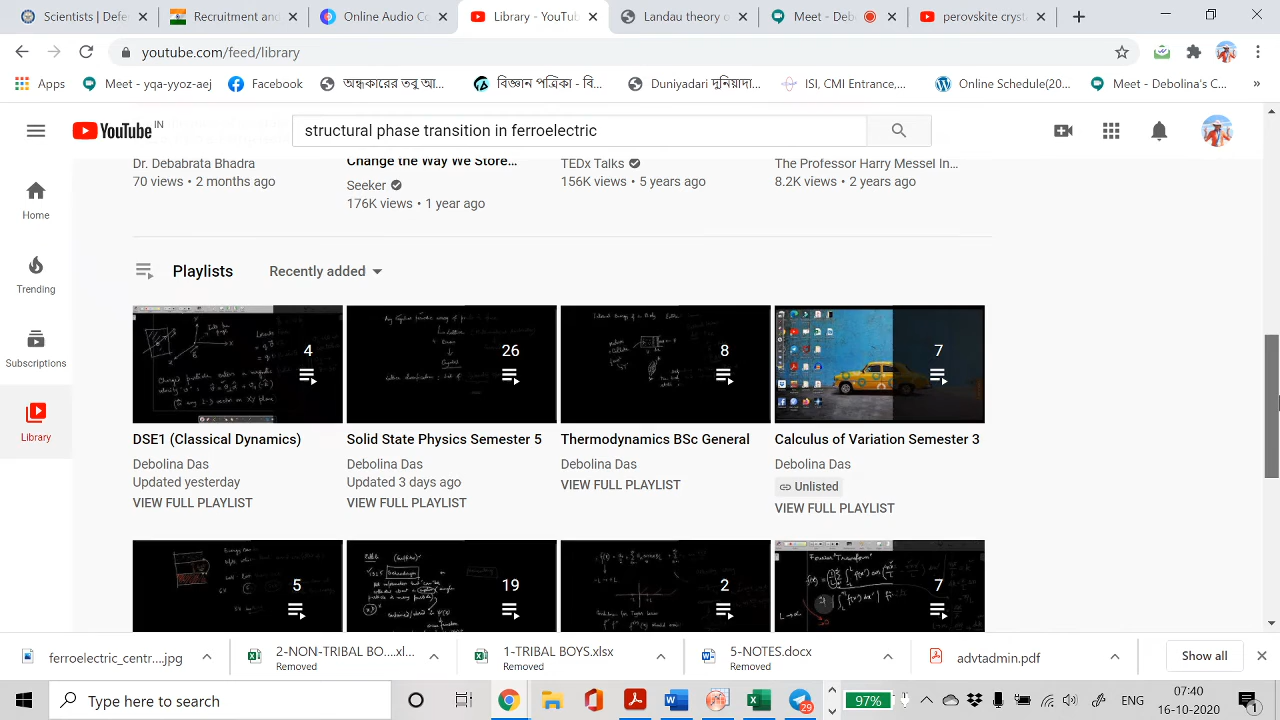 Scientists | Defin
Recruitment and
Online Audition f
Library - YouTub
Landau theory o
Meet - Deb
perovskite cryst
youtube.com/feed/library
Apps
Meet - yqa-yyoz-aej
Facebook
অন্ধকারের তবু আ...
বিজ্ঞান পত্রিকা - বি...
Duniyadari দুনিয়াদা...
ISI, CMI Entrance,...
Online Schedule(20...
Meet - Debolina's C...
»
YouTube IN
structural phase transition in ferroelectric
Dr. Debabrata Bhadra
Change the Way We Store...
TEDx Talks
The Professor Harry Messel In...
70 views • 2 months ago
Seeker
156K views • 5 years ago
8.2K views • 2 years ago
176K views • 1 year ago
Home
Trending
Subscriptions
Library
Playlists
Recently added
4
26
8
7
DSE1 (Classical Dynamics)
Solid State Physics Semester 5
Thermodynamics BSc General
Calculus of Variation Semester 3
Debolina Das
Debolina Das
Debolina Das
Debolina Das
Updated yesterday
Updated 3 days ago
VIEW FULL PLAYLIST
Unlisted
VIEW FULL PLAYLIST
VIEW FULL PLAYLIST
VIEW FULL PLAYLIST
5
19
2
7
Fourier Transform
ferroelectric_centr....jpg
2-NON-TRIBAL BO....xl...
Removed
1-TRIBAL BOYS.xlsx
Removed
5-NOTES.docx
Removed
advtadmin.pdf
Show all
Type here to search
29
97%
ENG
07:40
16-10-2020
1